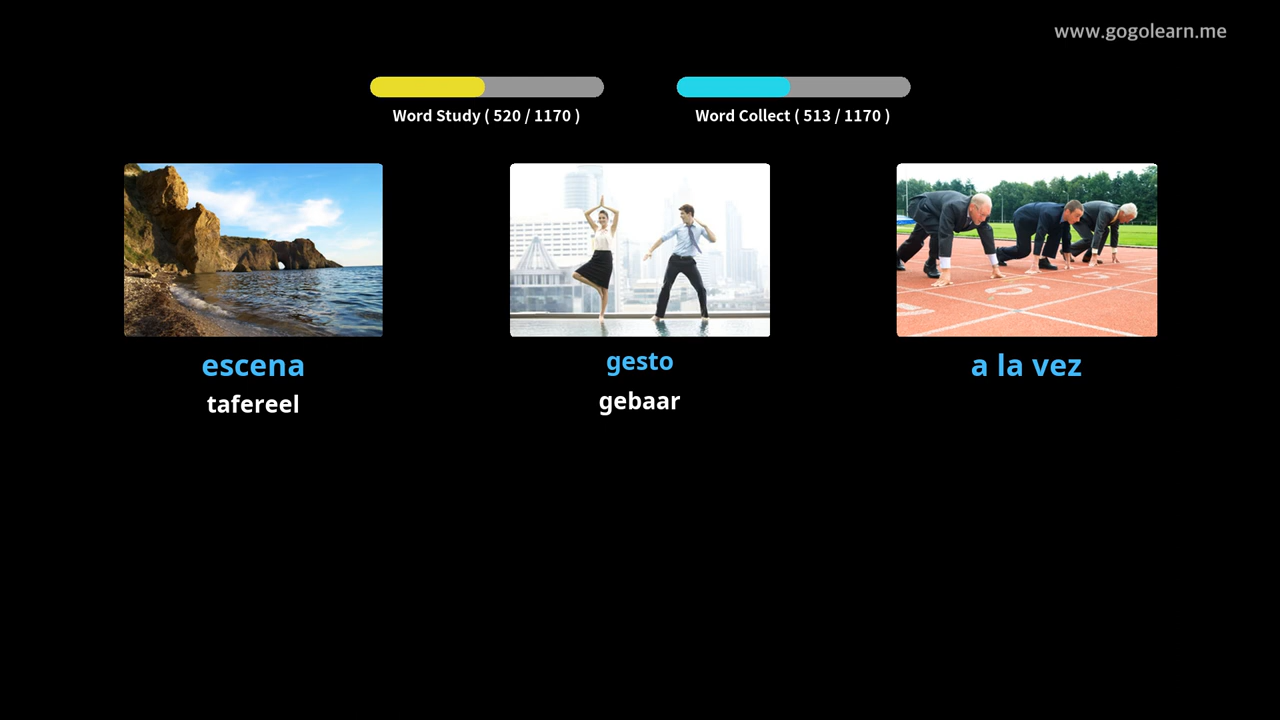 www.gogolearn.me
Word Study ( 520 / 1170 )
Word Collect ( 513 / 1170 )
escena
tafereel
gesto
gebaar
a la vez